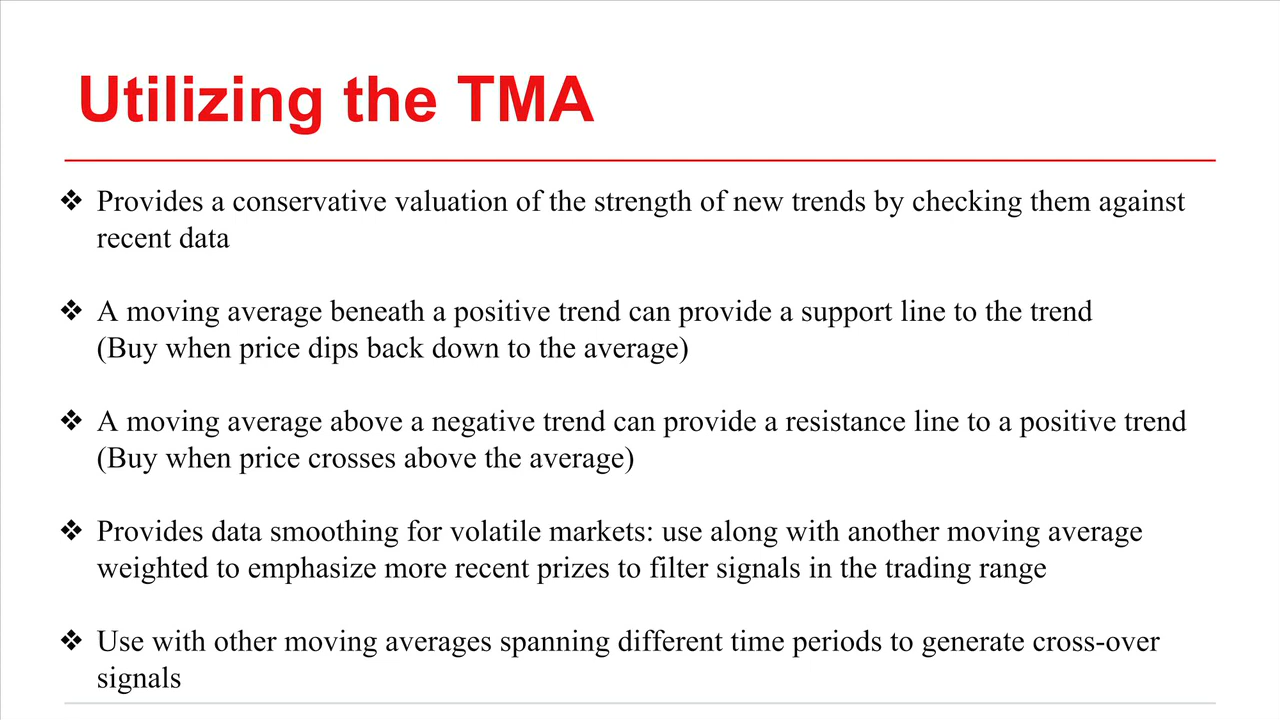 Utilizing the TMA
❖ Provides a conservative valuation of the strength of new trends by checking them against
recent data
❖ A moving average beneath a positive trend can provide a support line to the trend
(Buy when price dips back down to the average)
❖ A moving average above a negative trend can provide a resistance line to a positive trend
(Buy when price crosses above the average)
❖ Provides data smoothing for volatile markets: use along with another moving average
weighted to emphasize more recent prizes to filter signals in the trading range
❖ Use with other moving averages spanning different time periods to generate cross-over
signals